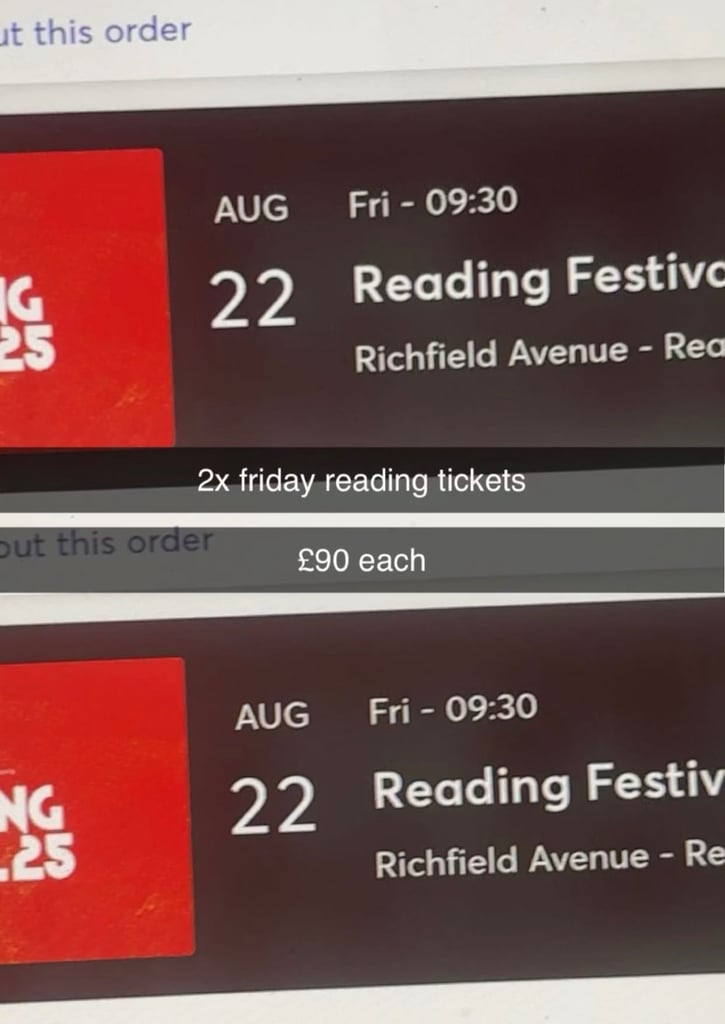 ut this order
AUG Fri - 09:30
22 Reading Festiva
Richfield Avenue - Rea
NG
25
2x friday reading tickets
out this order
£90 each
AUG Fri - 09:30
22 Reading Festiv
Richfield Avenue - Re
NG
.25